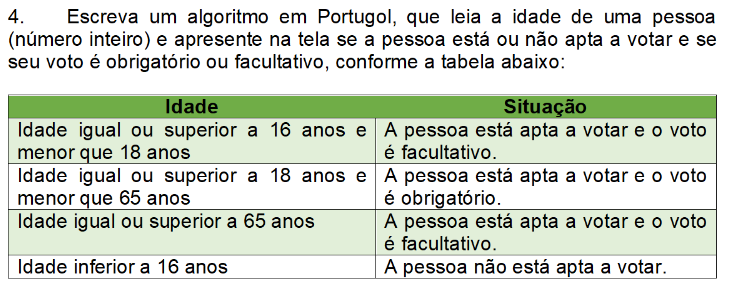 4. Escreva um algoritmo em Portugol, que leia a idade de uma pessoa
(número inteiro) e apresente na tela se a pessoa está ou não apta a votar e se
seu voto é obrigatório ou facultativo, conforme a tabela abaixo:
Idade Situação
Idade igual ou superior a 16 anos e
menor que 18 anos
A pessoa está apta a votar e o voto
é facultativo.
Idade igual ou superior a 18 anos e
menor que 65 anos
A pessoa está apta a votar e o voto
é obrigatório.
Idade igual ou superior a 65 anos
A pessoa está apta a votar e o voto
é facultativo.
Idade inferior a 16 anos
A pessoa não está apta a votar.